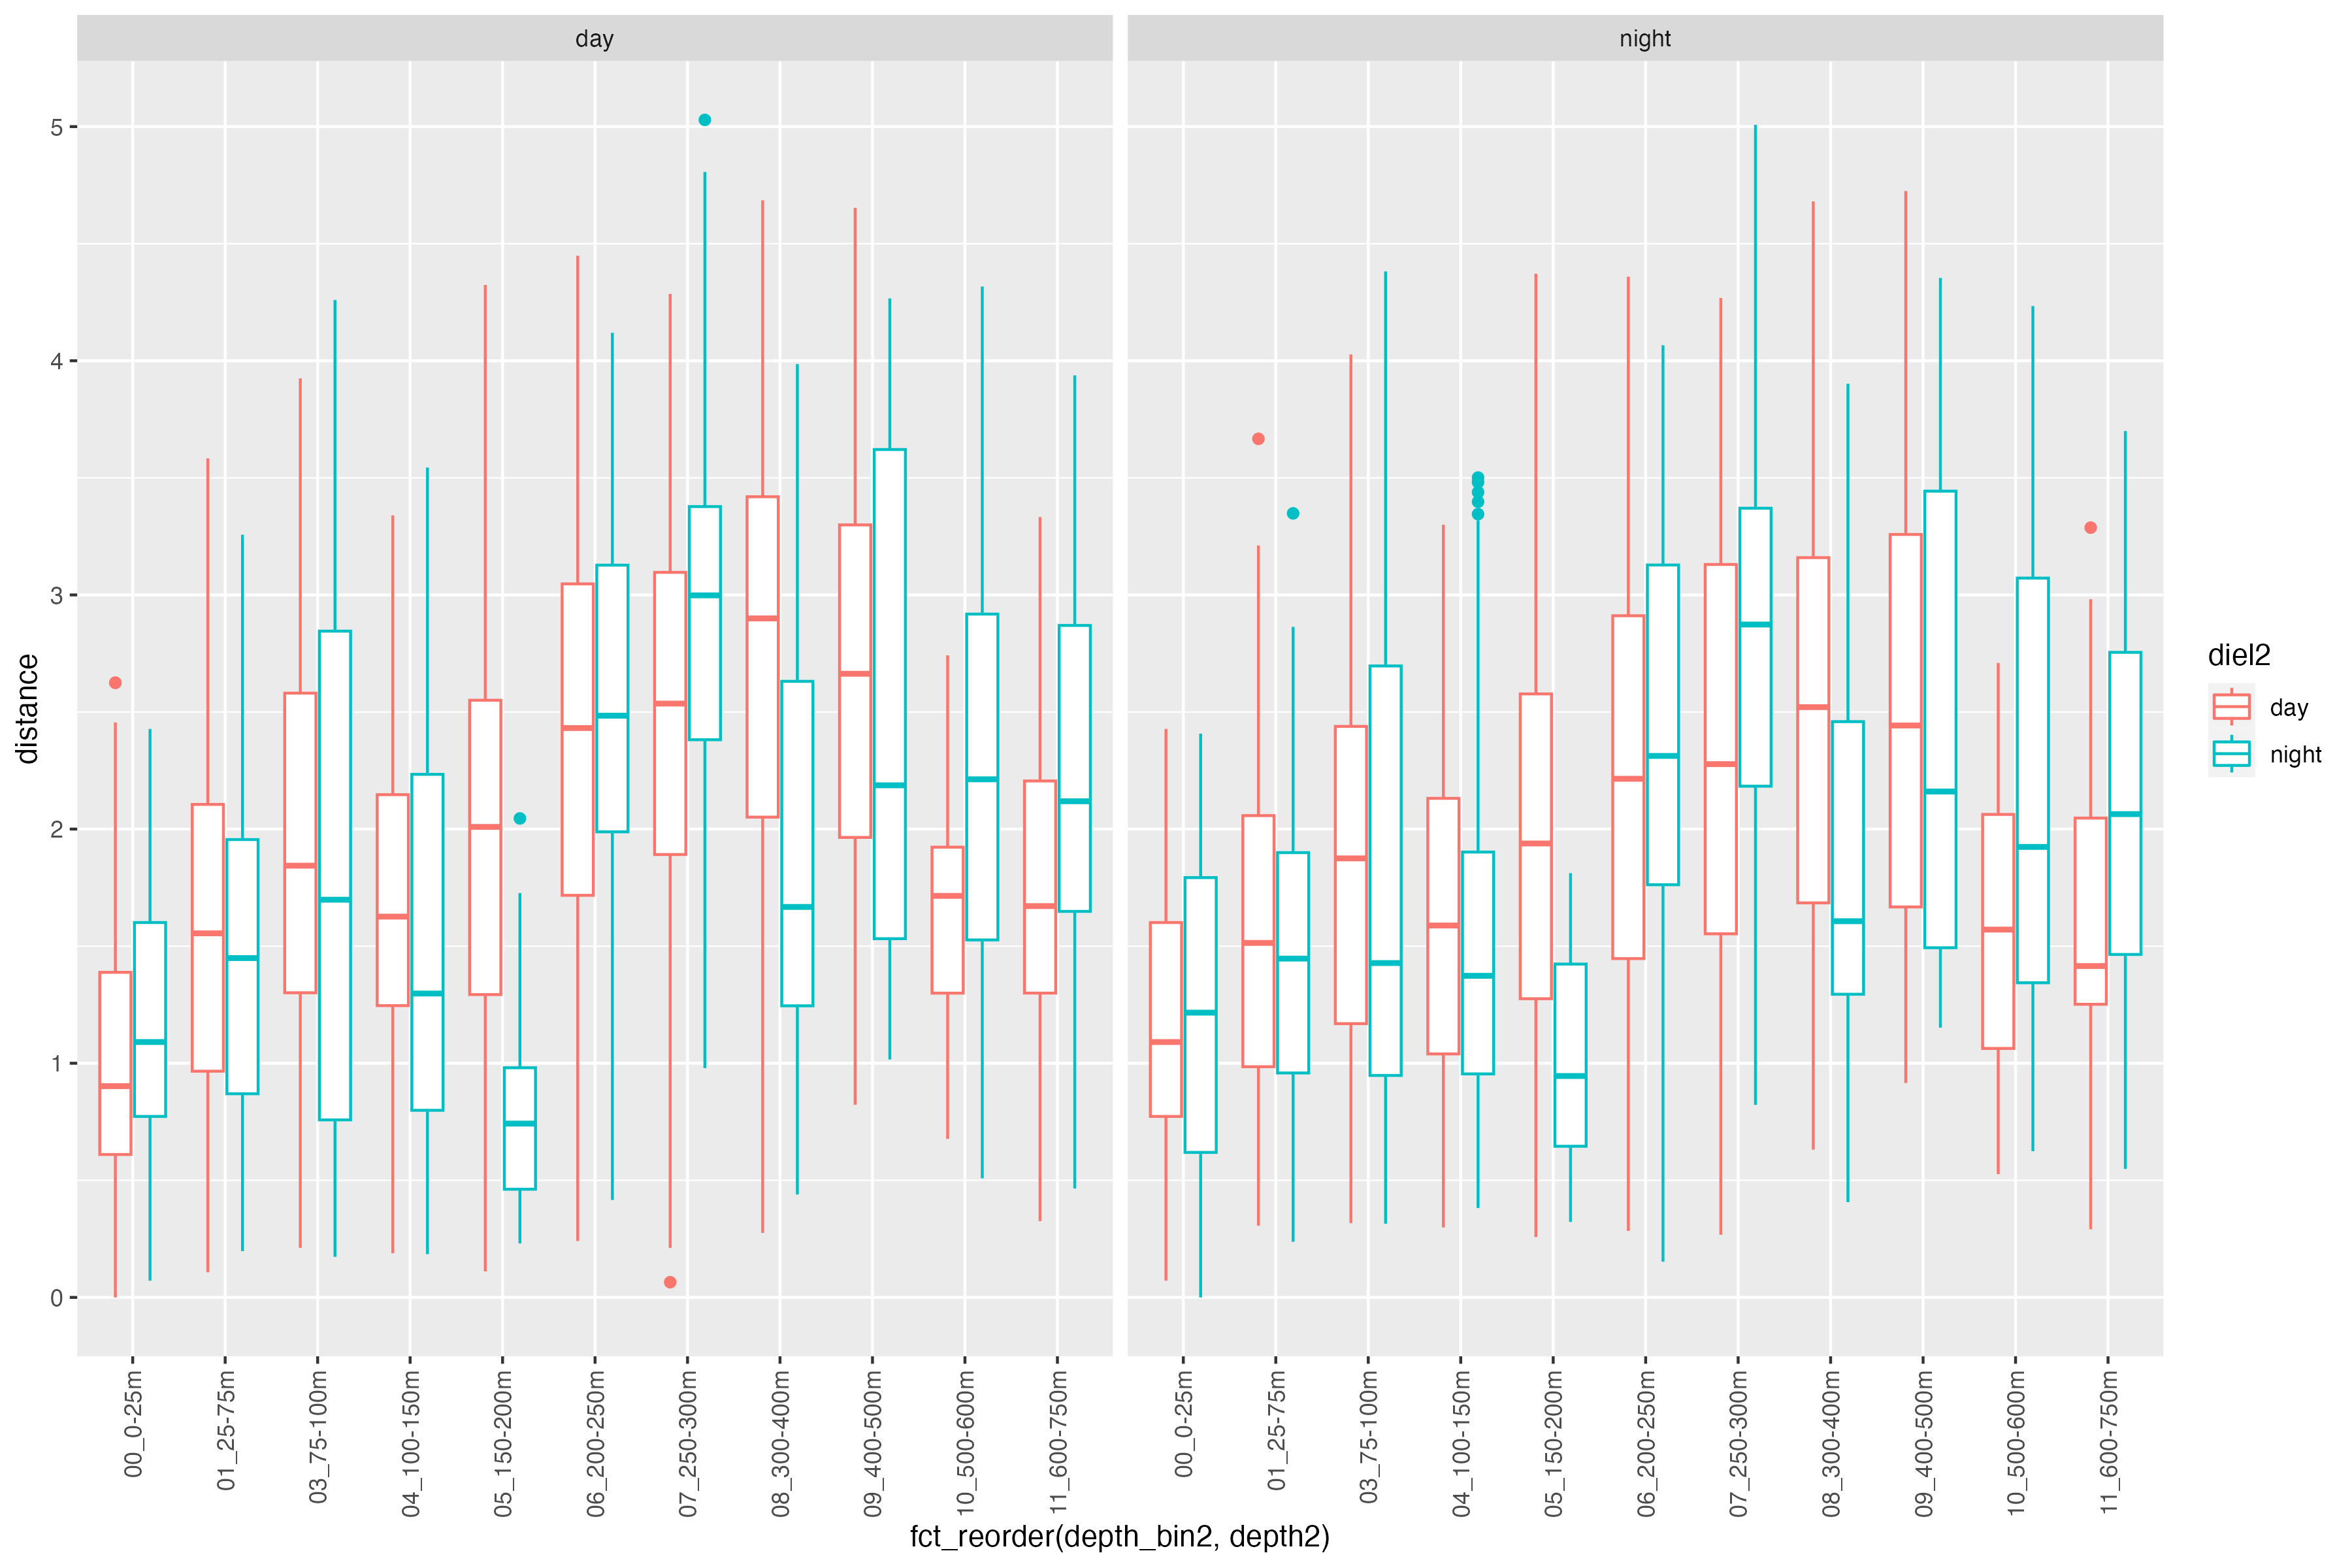 day
night
distance
5
4
3
2
1
0
00_0-25m
01_25-75m
03_75-100m
04_100-150m
05_150-200m
06_200-250m
07_250-300m
08_300-400m
09_400-500m
10_500-600m
11_600-750m
00_0-25m
01_25-75m
03_75-100m
04_100-150m
05_150-200m
06_200-250m
07_250-300m
08_300-400m
09_400-500m
10_500-600m
11_600-750m
fct_reorder(depth_bin2, depth2)
diel2
day
night